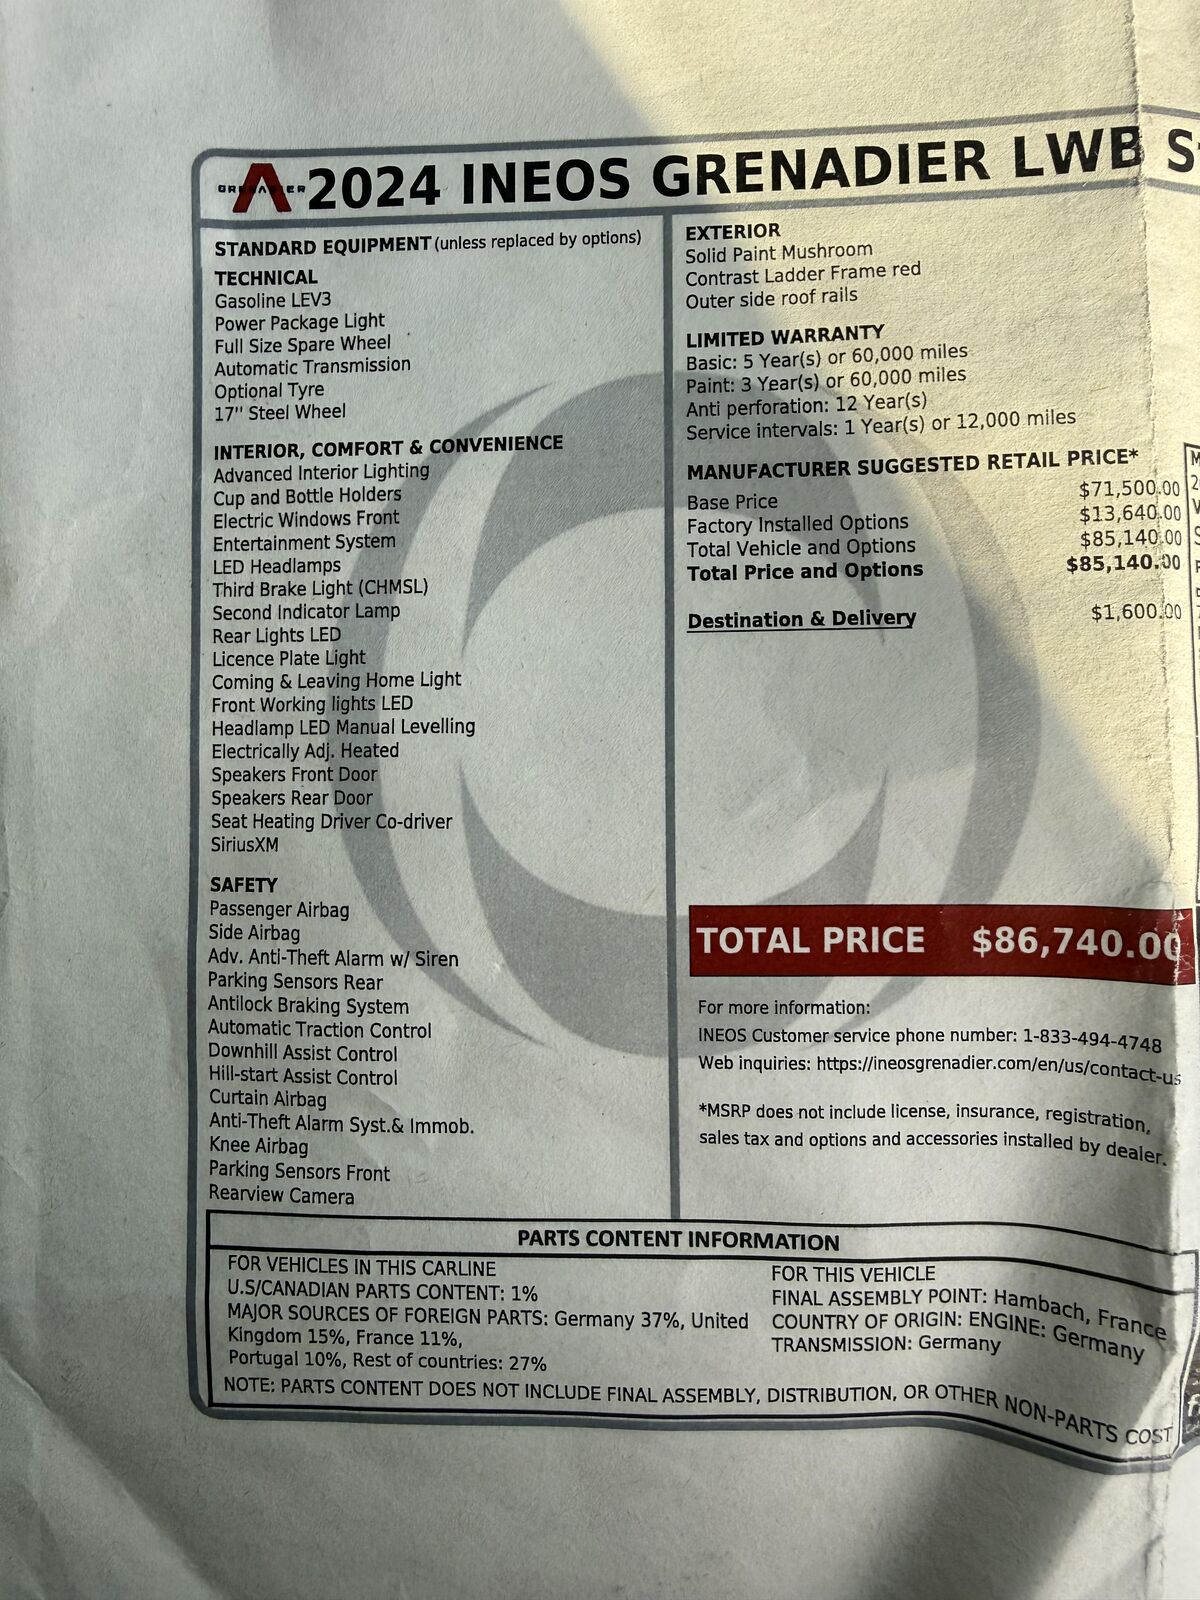 GRENADIER
2024 INEOS GRENADIER LWB
STANDARD EQUIPMENT (unless replaced by options)
TECHNICAL
Gasoline LEV3
Power Package Light
Full Size Spare Wheel
Automatic Transmission
Optional Tyre
17" Steel Wheel
INTERIOR, COMFORT & CONVENIENCE
Advanced Interior Lighting
Cup and Bottle Holders
Electric Windows Front
Entertainment System
LED Headlamps
Third Brake Light (CHMSL)
Second Indicator Lamp
Rear Lights LED
Licence Plate Light
Coming & Leaving Home Light
Front Working lights LED
Headlamp LED Manual Levelling
Electrically Adj. Heated
Speakers Front Door
Speakers Rear Door
Seat Heating Driver Co-driver
SiriusXM
SAFETY
Passenger Airbag
Side Airbag
Adv. Anti-Theft Alarm w/ Siren
Parking Sensors Rear
Antilock Braking System
Automatic Traction Control
Downhill Assist Control
Hill-start Assist Control
Curtain Airbag
Anti-Theft Alarm Syst.& Immob.
Knee Airbag
Parking Sensors Front
Rearview Camera
EXTERIOR
Solid Paint Mushroom
Contrast Ladder Frame red
Outer side roof rails
LIMITED WARRANTY
Basic: 5 Year(s) or 60,000 miles
Paint: 3 Year(s) or 60,000 miles
Anti perforation: 12 Year(s)
Service intervals: 1 Year(s) or 12,000 miles
MANUFACTURER SUGGESTED RETAIL PRICE*
Base Price $71,500.00
Factory Installed Options $13,640.00
Total Vehicle and Options $85,140.00
Total Price and Options $85,140.00
Destination & Delivery $1,600.00
TOTAL PRICE $86,740.00
For more information:
INEOS Customer service phone number: 1-833-494-4748
Web inquiries: https://ineosgrenadier.com/en/us/contact-us
*MSRP does not include license, insurance, registration,
sales tax and options and accessories installed by dealer.
PARTS CONTENT INFORMATION
FOR VEHICLES IN THIS CARLINE
U.S/CANADIAN PARTS CONTENT: 1%
MAJOR SOURCES OF FOREIGN PARTS: Germany 37%, United
Kingdom 15%, France 11%,
Portugal 10%, Rest of countries: 27%
FOR THIS VEHICLE
FINAL ASSEMBLY POINT: Hambach, France
COUNTRY OF ORIGIN: ENGINE: Germany
TRANSMISSION: Germany
NOTE: PARTS CONTENT DOES NOT INCLUDE FINAL ASSEMBLY, DISTRIBUTION, OR OTHER NON-PARTS COST